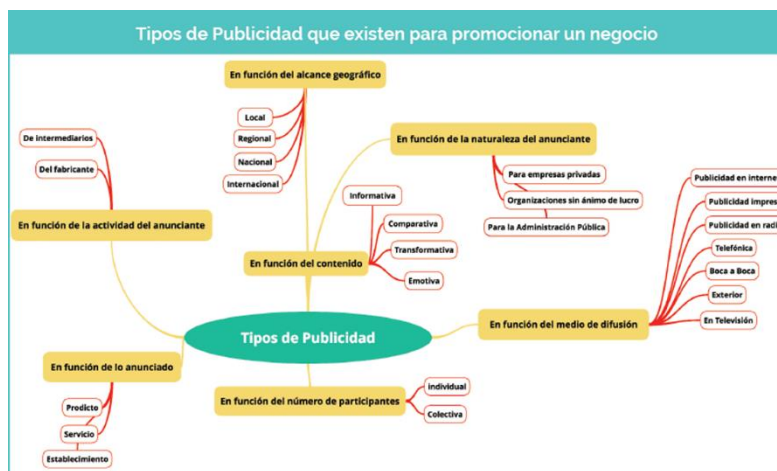 Tipos de Publicidad que existen para promocionar un negocio
En función del alcance geográfico
Local
Regional
Nacional
Internacional
En función de la naturaleza del anunciante
Para empresas privadas
Organizaciones sin ánimo de lucro
Para la Administración Pública
De intermediarios
Del fabricante
En función de la actividad del anunciante
Informativa
Comparativa
Transformativa
Emotiva
En función del contenido
Publicidad en interne
Publicidad impres
Publicidad en radi
Telefónica
Boca a Boca
Exterior
En Televisión
En función del medio de difusión
Tipos de Publicidad
En función de lo anunciado
Prodícto
Servicio
Establecimiento
En función del número de participantes
individual
Colectiva